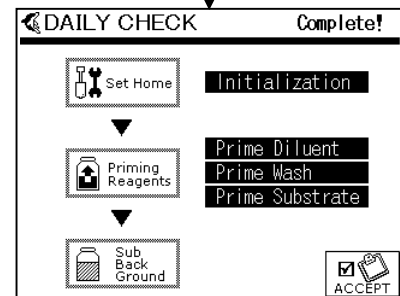 DAILY CHECK Complete!
Set Home
Initialization
Priming
Reagents
Prime Diluent
Prime Wash
Prime Substrate
Sub
Back
Ground
ACCEPT